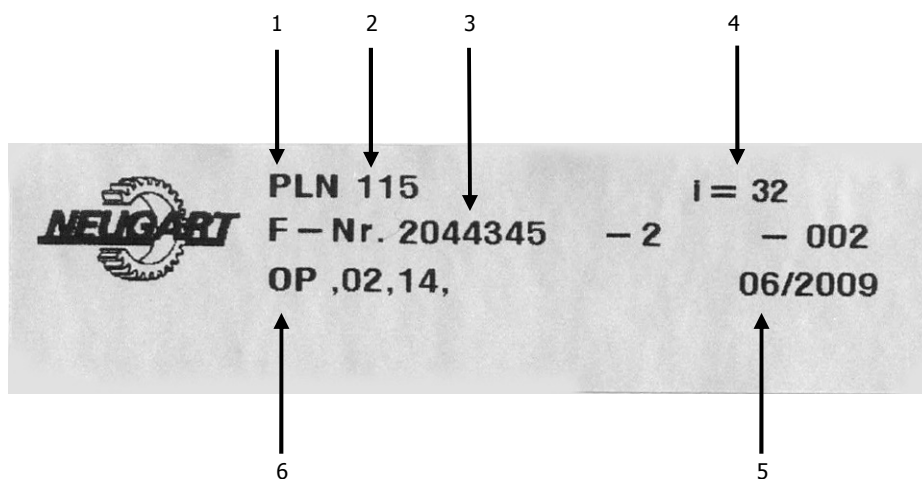 1 2 3 4
PLN 115 i = 32
NEUGART F – Nr. 2044345 – 2 – 002
OP ,02,14, 06/2009
6 5